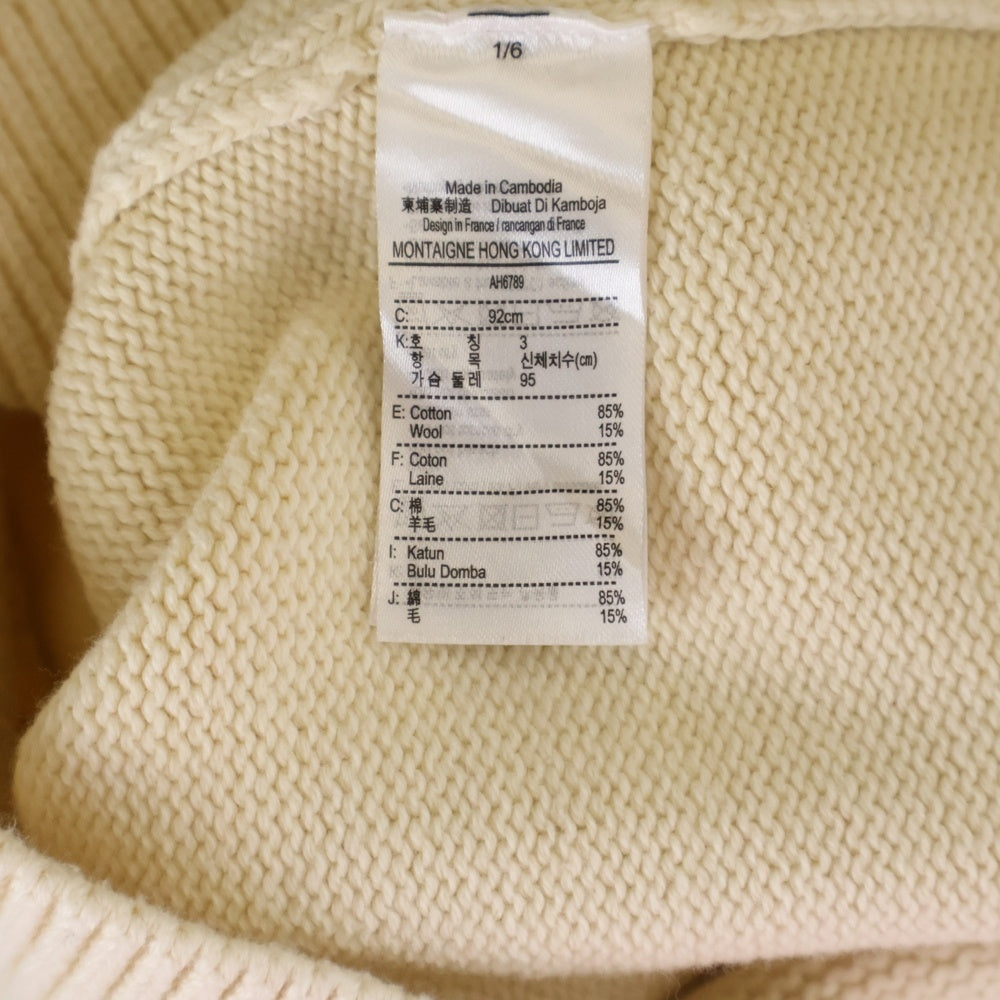 1/6
Made in Cambodia
柬埔寨制造 Dibuat Di Kamboja
Design in France / rancangan di France
MONTAIGNE HONG KONG LIMITED
AH6789
C: 92cm
K: 호 칭 3
항 목 신체치수(㎝)
가슴 둘레 95
E: Cotton 85%
Wool 15%
F: Coton 85%
Laine 15%
C: 棉 85%
羊毛 15%
I: Katun 85%
Bulu Domba 15%
J: 綿 85%
毛 15%